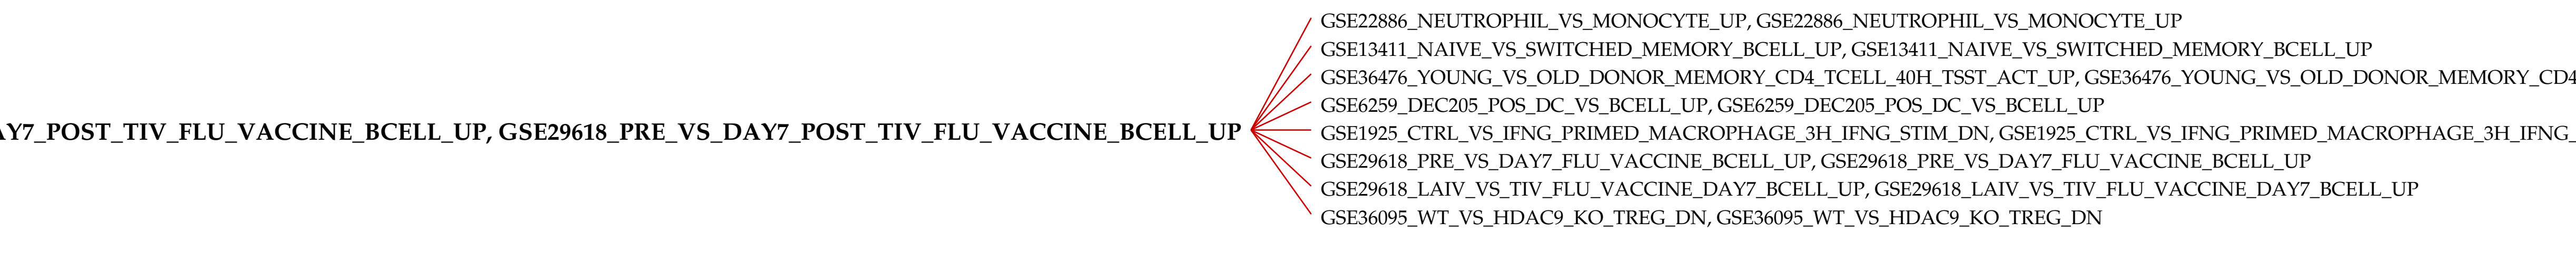 GSE22886_NEUTROPHIL_VS_MONOCYTE_UP, GSE22886_NEUTROPHIL_VS_MONOCYTE_UP
GSE13411_NAIVE_VS_SWITCHED_MEMORY_BCELL_UP, GSE13411_NAIVE_VS_SWITCHED_MEMORY_BCELL_UP
GSE36476_YOUNG_VS_OLD_DONOR_MEMORY_CD4_TCELL_40H_TSST_ACT_UP, GSE36476_YOUNG_VS_OLD_DONOR_MEMORY_CD4
GSE6259_DEC205_POS_DC_VS_BCELL_UP, GSE6259_DEC205_POS_DC_VS_BCELL_UP
AY7_POST_TIV_FLU_VACCINE_BCELL_UP, GSE29618_PRE_VS_DAY7_POST_TIV_FLU_VACCINE_BCELL_UP
GSE1925_CTRL_VS_IFNG_PRIMED_MACROPHAGE_3H_IFNG_STIM_DN, GSE1925_CTRL_VS_IFNG_PRIMED_MACROPHAGE_3H_IFNG_
GSE29618_PRE_VS_DAY7_FLU_VACCINE_BCELL_UP, GSE29618_PRE_VS_DAY7_FLU_VACCINE_BCELL_UP
GSE29618_LAIV_VS_TIV_FLU_VACCINE_DAY7_BCELL_UP, GSE29618_LAIV_VS_TIV_FLU_VACCINE_DAY7_BCELL_UP
GSE36095_WT_VS_HDAC9_KO_TREG_DN, GSE36095_WT_VS_HDAC9_KO_TREG_DN